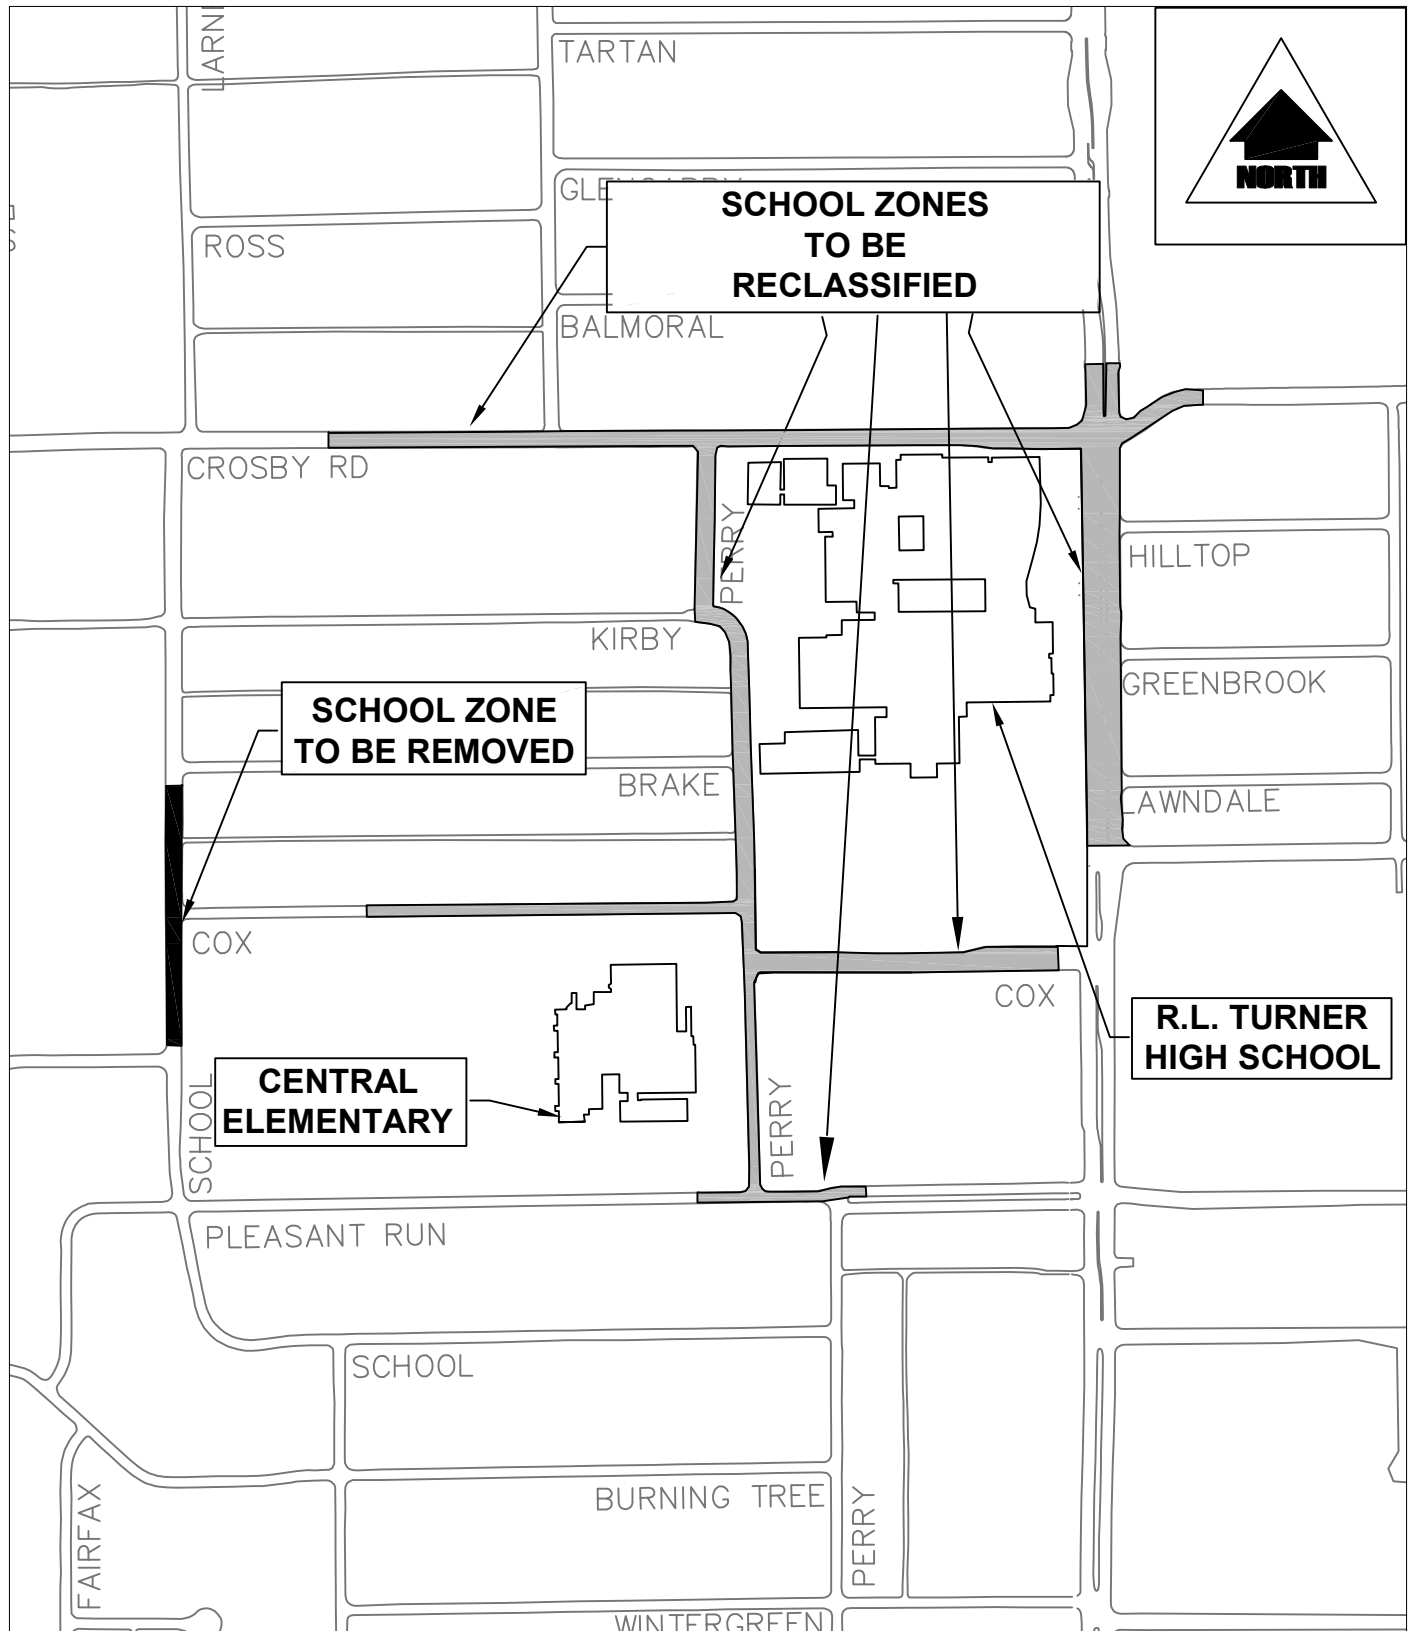 TARTAN
NORTH
SCHOOL ZONES
TO BE
RECLASSIFIED
ROSS
BALMORAL
CROSBY RD
PERRY
HILLTOP
KIRBY
GREENBROOK
SCHOOL ZONE
TO BE REMOVED
BRAKE
LAWNDALE
COX
COX
R.L. TURNER
HIGH SCHOOL
CENTRAL
ELEMENTARY
SCHOOL
PERRY
PLEASANT RUN
SCHOOL
BURNING TREE
PERRY
FAIRFAX
WINTERGREEN